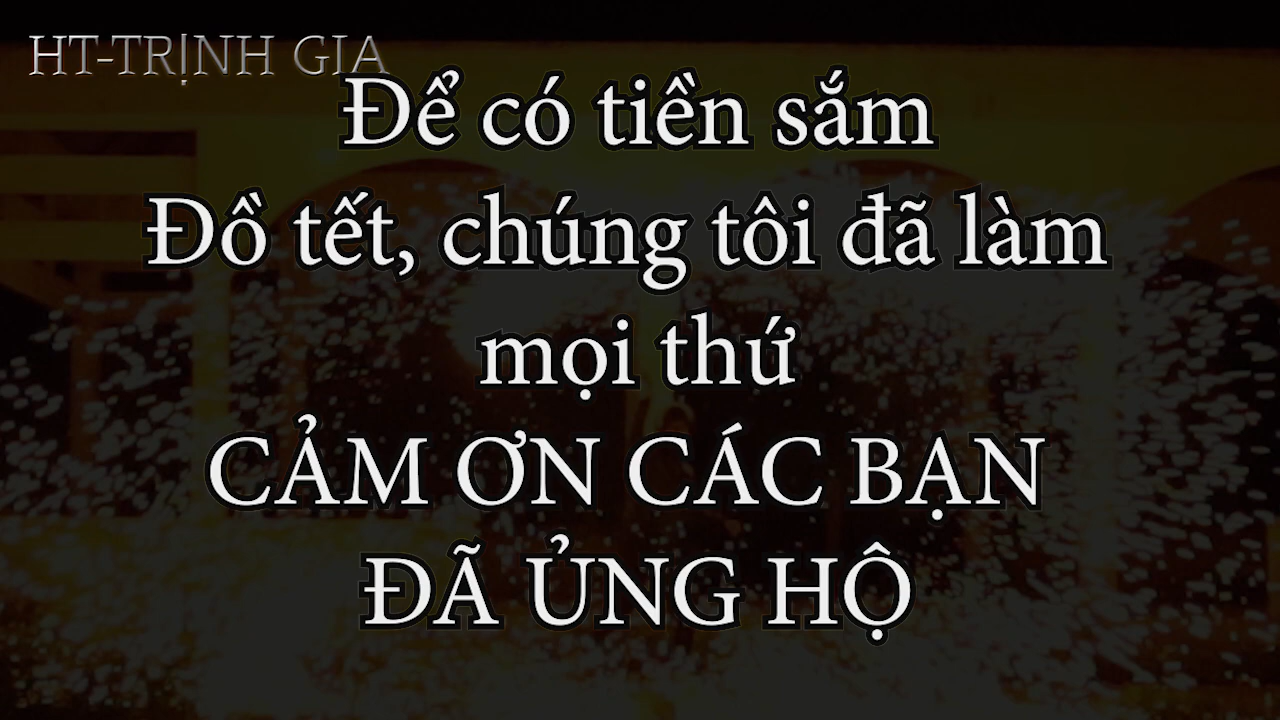 HT-TRỊNH GIA
Để có tiền sắm
Đồ tết, chúng tôi đã làm
mọi thứ
CẢM ƠN CÁC BẠN
ĐÃ ỦNG HỘ